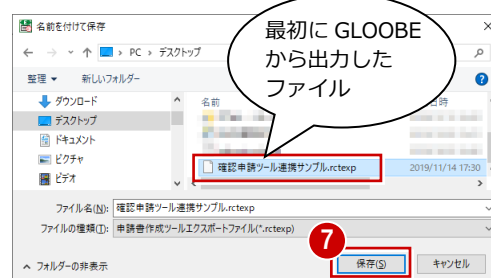 名前を付けて保存
最初に GLOOBE
から出力した
ファイル
PC > デスクトップ
整理 ▼ 新しいフォルダー
ダウンロード
デスクトップ
ドキュメント
ピクチャ
ビデオ
名前
日時
確認申請ツール連携サンプル.rctexp 2019/11/14 17:30
ファイル名(N): 確認申請ツール連携サンプル.rctexp
ファイルの種類(T): 申請書作成ツールエクスポートファイル(*.rctexp)
7
フォルダーの非表示
保存(S) キャンセル